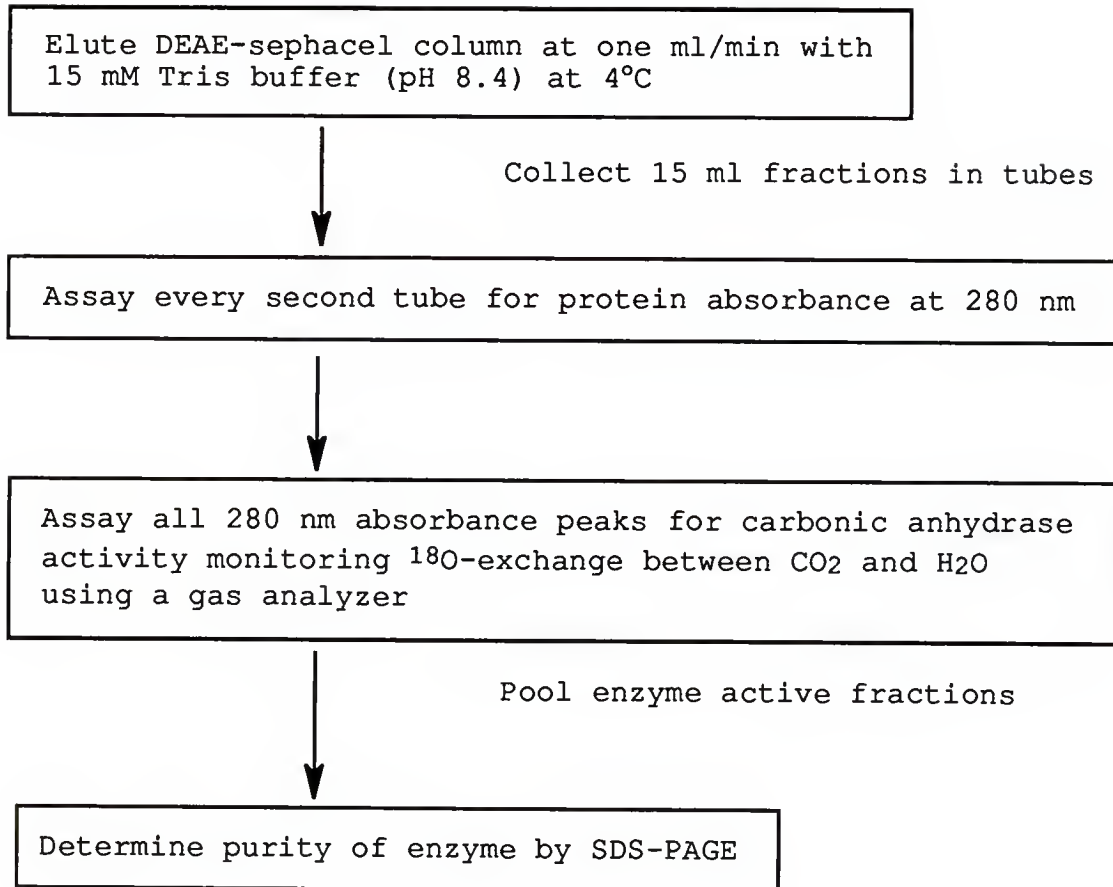 Elute DEAE-sephacel column at one ml/min with
15 mM Tris buffer (pH 8.4) at 4°C
Collect 15 ml fractions in tubes
Assay every second tube for protein absorbance at 280 nm
Assay all 280 nm absorbance peaks for carbonic anhydrase
activity monitoring ¹⁸O-exchange between CO2 and H2O
using a gas analyzer
Pool enzyme active fractions
Determine purity of enzyme by SDS-PAGE